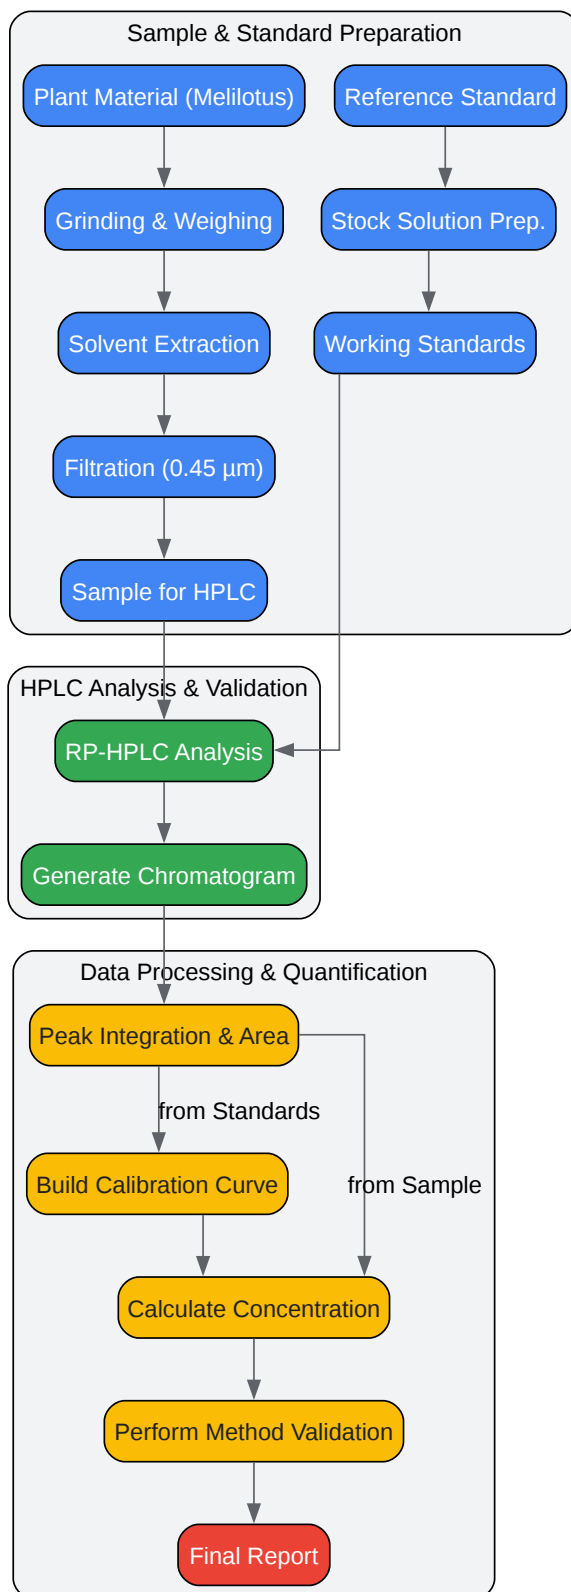 Sample & Standard Preparation
Plant Material (Melilotus)
Reference Standard
Grinding & Weighing
Stock Solution Prep.
Solvent Extraction
Working Standards
Filtration (0.45 µm)
Sample for HPLC
HPLC Analysis & Validation
RP-HPLC Analysis
Generate Chromatogram
Data Processing & Quantification
Peak Integration & Area
from Standards
Build Calibration Curve
from Sample
Calculate Concentration
Perform Method Validation
Final Report